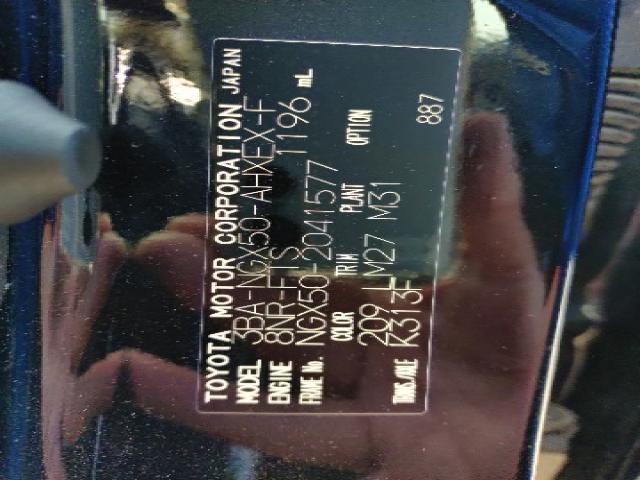 TOYOTA MOTOR CORPORATION JAPAN
MODEL 3BA-NGX50-AHXEX-F
ENGINE 8NR-FTS 1196 mL
FRAME No. NGX50-2041577
COLOR TRIM PLANT OPTION
209 M27 M31
TRANS./AXLE K313F
887